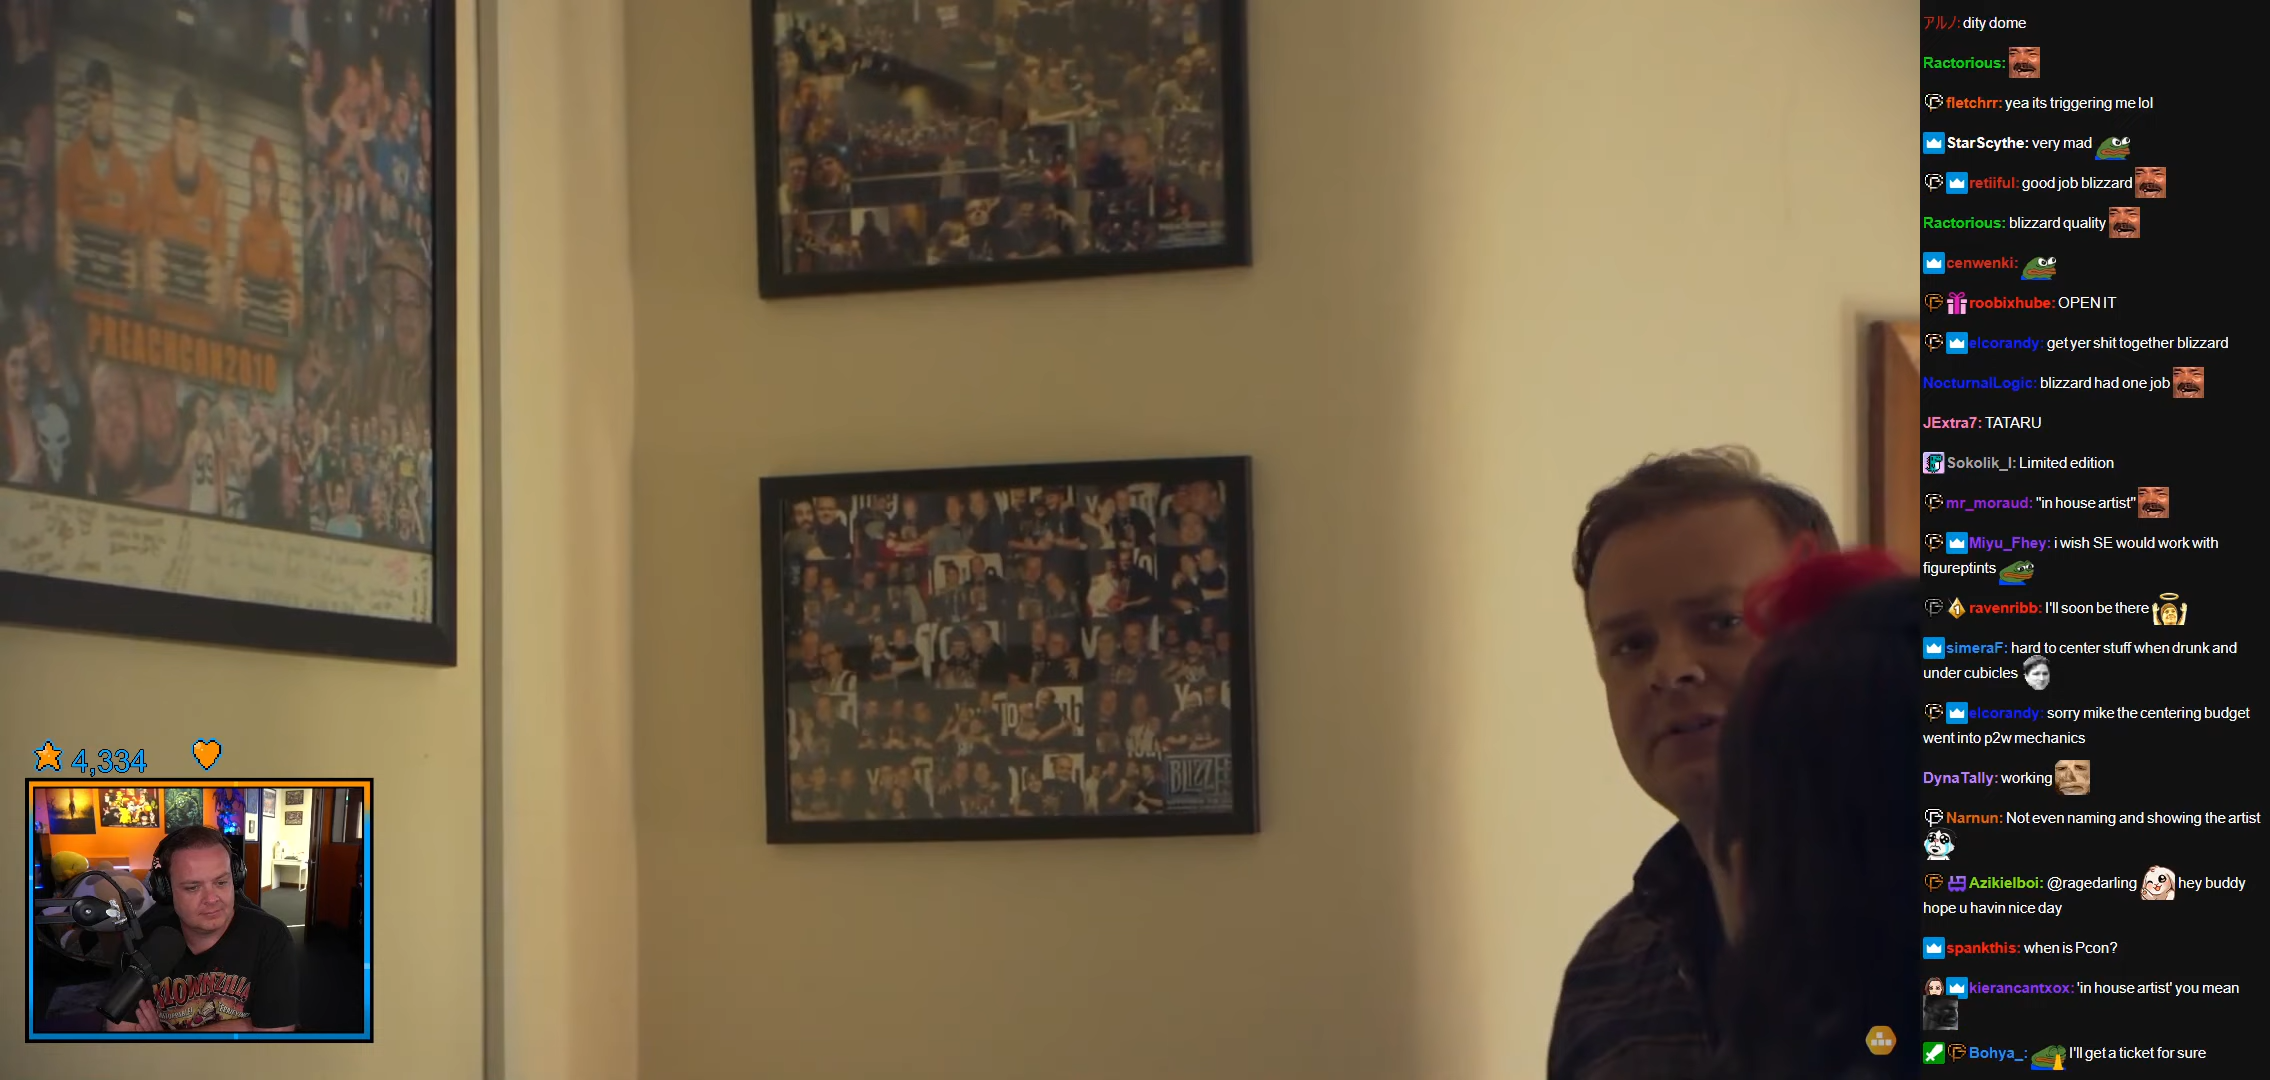 PREACHCON2018
BLIZZ
4,334
KLOWNZILLA
アルノ: dity dome
Ractorious:
fletchrr: yea its triggering me lol
StarScythe: very mad
retiiful: good job blizzard
Ractorious: blizzard quality
cenwenki:
roobixhube: OPEN IT
elcorandy: get yer shit together blizzard
NocturnalLogic: blizzard had one job
JExtra7: TATARU
Sokolik_I: Limited edition
mr_moraud: "in house artist"
Miyu_Fhey: i wish SE would work with
figureptints
ravenribb: I'll soon be there
simeraF: hard to center stuff when drunk and
under cubicles
elcorandy: sorry mike the centering budget
went into p2w mechanics
DynaTally: working
Narnun: Not even naming and showing the artist
Azikielboi: @ragedarling hey buddy
hope u havin nice day
spankthis: when is Pcon?
kierancantxox: 'in house artist' you mean
Bohya_: I'll get a ticket for sure